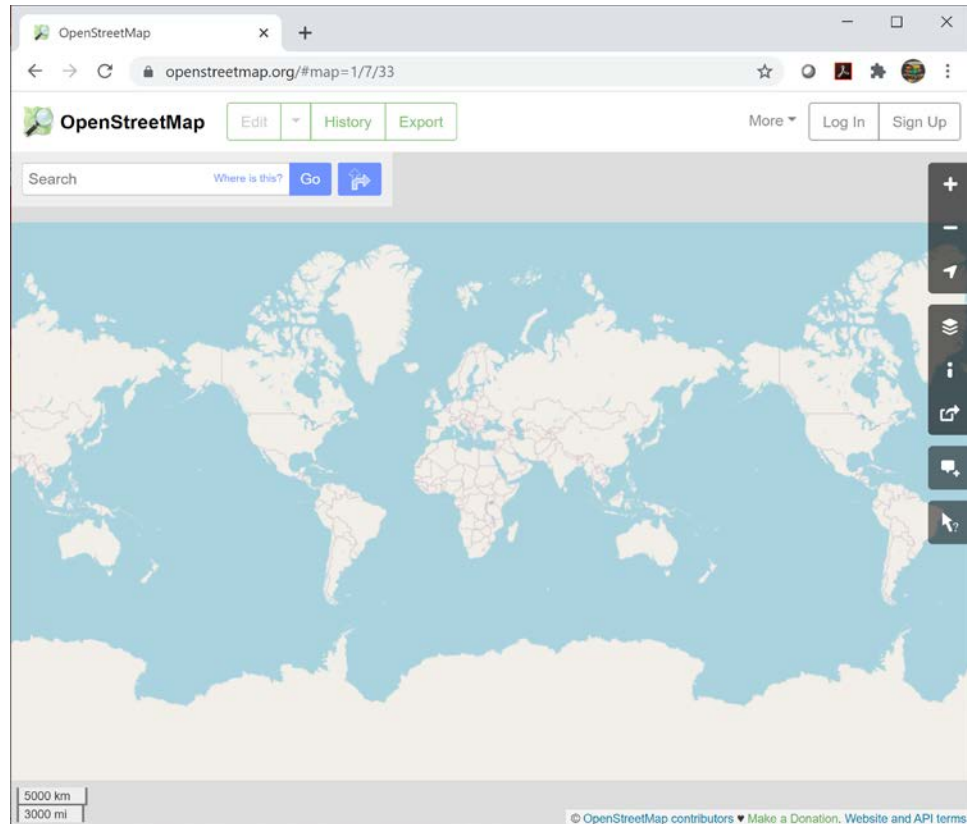 OpenStreetMap
openstreetmap.org/#map=1/7/33
OpenStreetMap Edit History Export More Log In Sign Up
Search Where is this? Go
5000 km
3000 mi
© OpenStreetMap contributors ♥ Make a Donation. Website and API terms